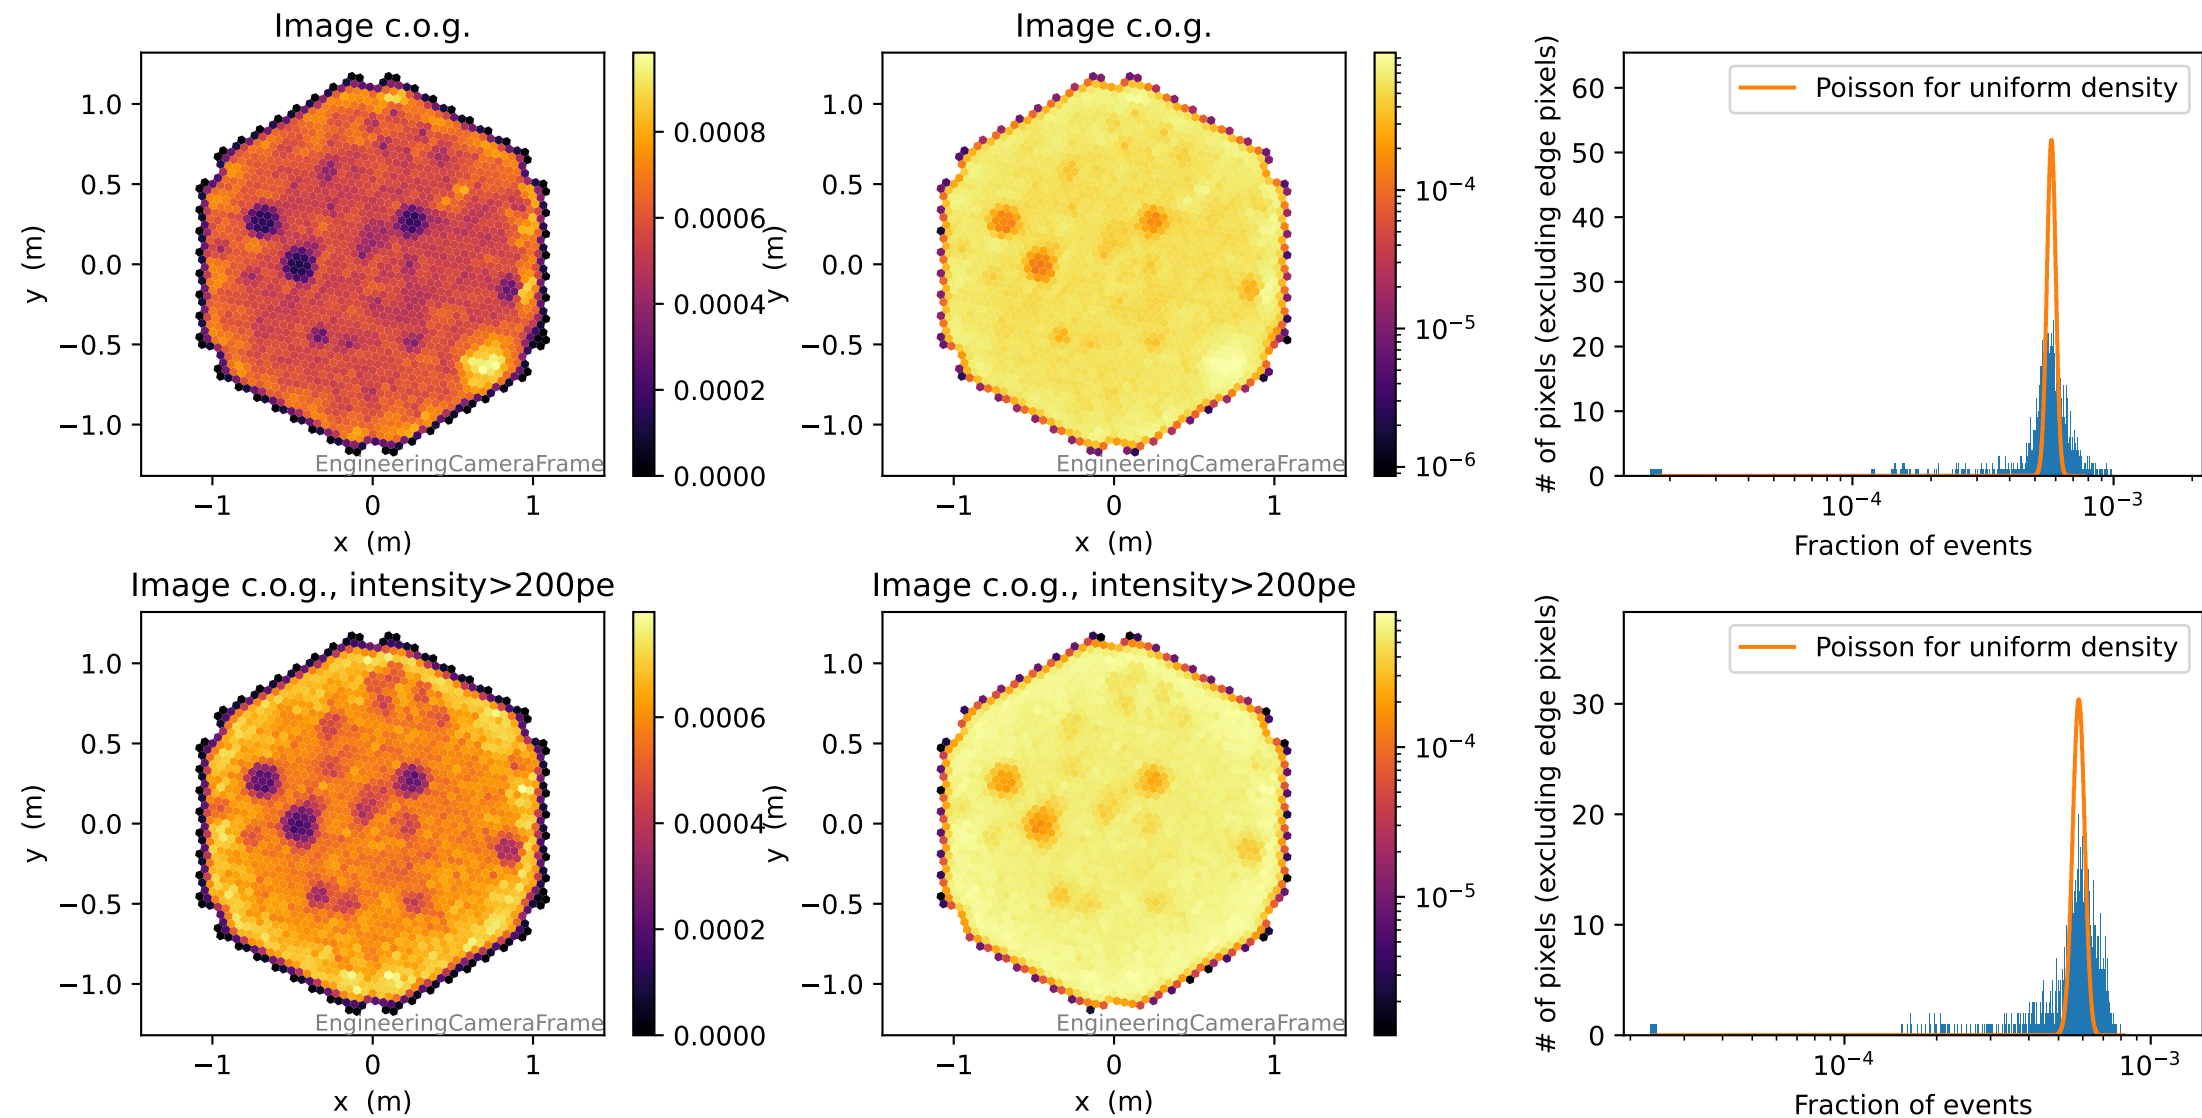 Image c.o.g.
1.0
0.5
0.0
−0.5
−1.0
y (m)
−1
0
1
x (m)
EngineeringCameraFrame
0.0008
0.0006
0.0004
0.0002
0.0000
Image c.o.g.
1.0
0.5
0.0
−0.5
−1.0
y (m)
−1
0
1
x (m)
EngineeringCameraFrame
10⁻⁴
10⁻⁵
10⁻⁶
# of pixels (excluding edge pixels)
60
50
40
30
20
10
0
Poisson for uniform density
10⁻⁴
10⁻³
Fraction of events
Image c.o.g., intensity>200pe
1.0
0.5
0.0
−0.5
−1.0
y (m)
−1
0
1
x (m)
EngineeringCameraFrame
0.0006
0.0004
0.0002
0.0000
Image c.o.g., intensity>200pe
1.0
0.5
0.0
−0.5
−1.0
y (m)
−1
0
1
x (m)
EngineeringCameraFrame
10⁻⁴
10⁻⁵
# of pixels (excluding edge pixels)
30
20
10
0
Poisson for uniform density
10⁻⁴
10⁻³
Fraction of events